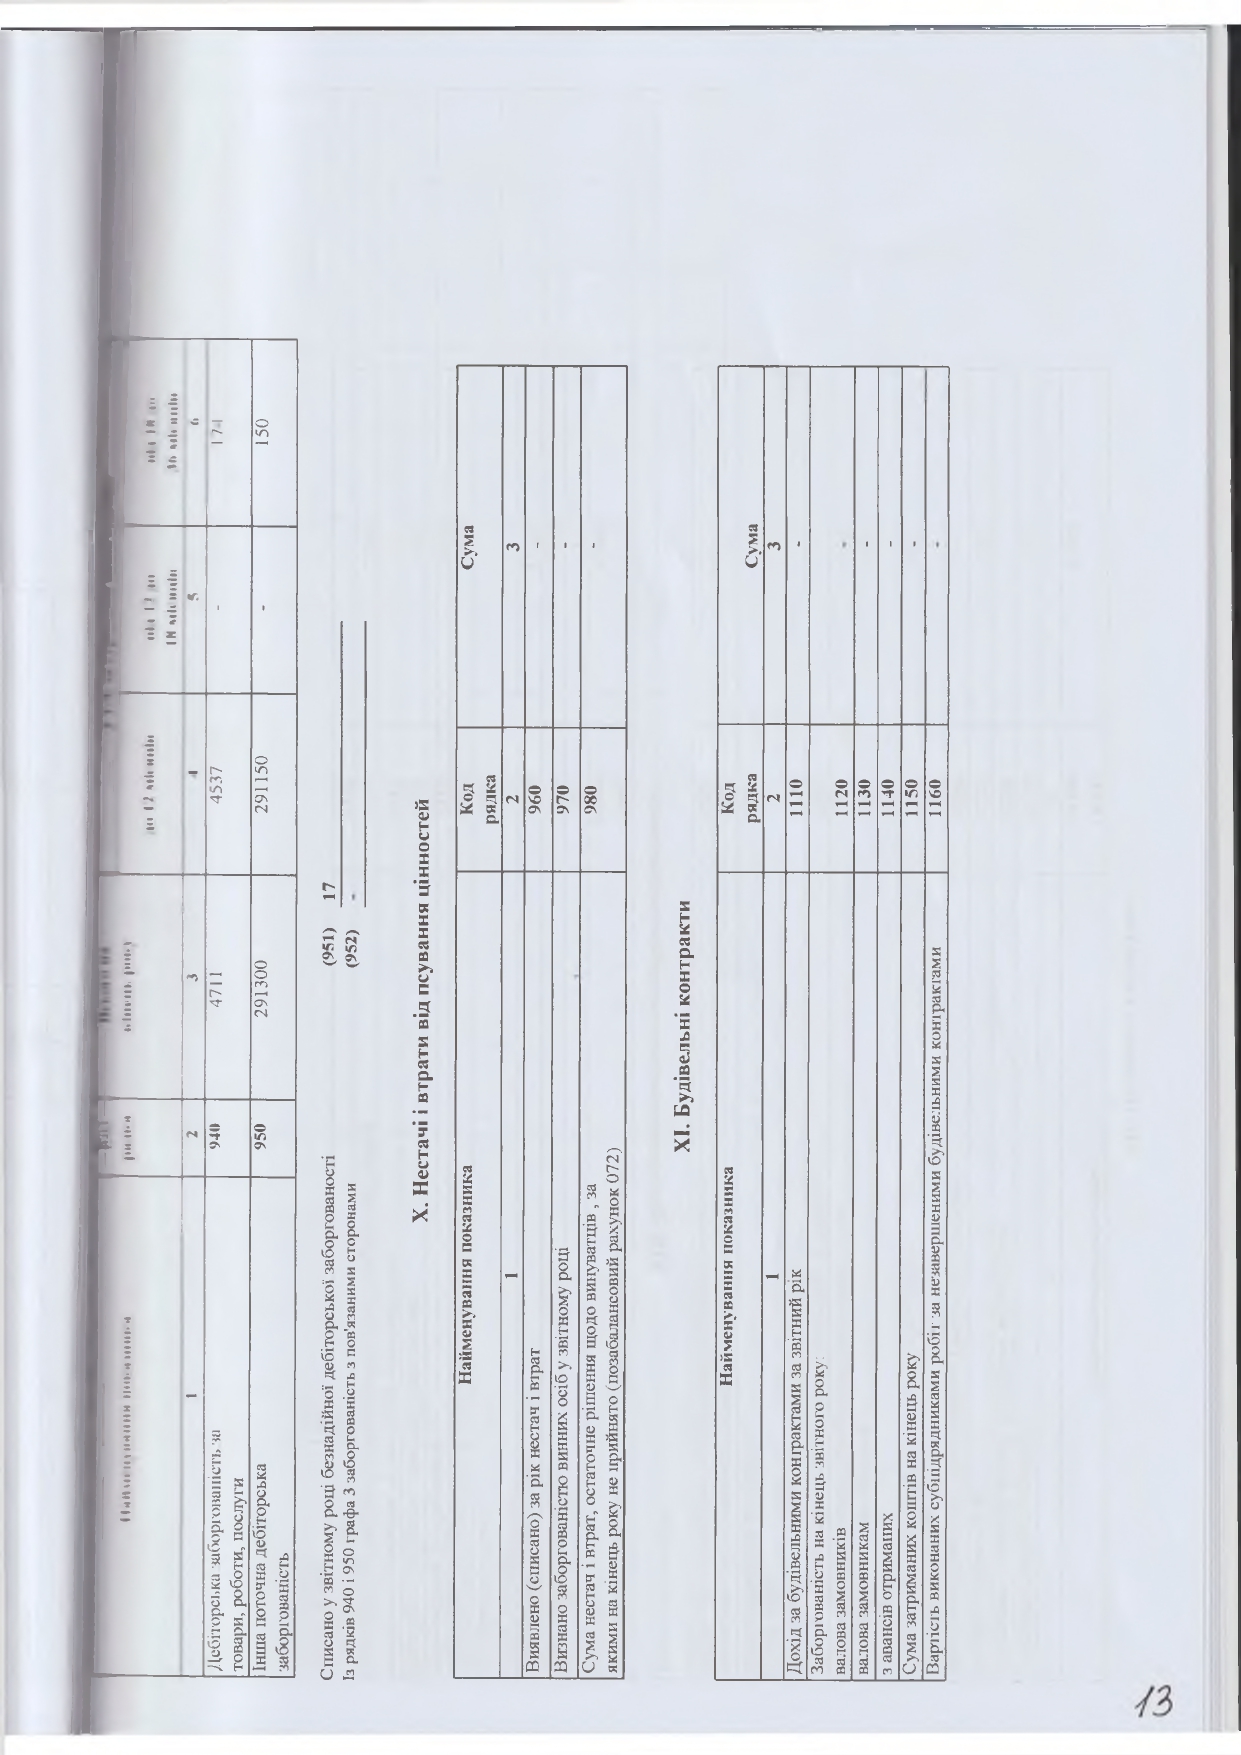 1 2 3 4 5 6
Дебіторська заборгованість за 940 4711 4537 - 174
товари, роботи, послуги
Інша поточна дебіторська 950 291300 291150 - 150
заборгованість
Списано у звітному році безнадійної дебіторської заборгованості (951) 17
Із рядків 940 і 950 графа 3 заборгованість з пов'язаними сторонами (952) -
X. Нестачі і втрати від псування цінностей
Найменування показника Код Сума
рядка
1 2 3
Виявлено (списано) за рік нестач і втрат 960 -
Визнано заборгованістю винних осіб у звітному році 970 -
Сума нестач і втрат, остаточне рішення щодо винуватців , за 980 -
якими на кінець року не прийнято (позабалансовий рахунок 072)
XI. Будівельні контракти
Найменування показника Код Сума
рядка
1 2 3
Дохід за будівельними контрактами за звітний рік 1110 -
Заборгованість на кінець звітного року:
валова замовників 1120 -
валова замовникам 1130 -
з авансів отриманих 1140 -
Сума затриманих коштів на кінець року 1150 -
Вартість виконаних субпідрядниками робіт за незавершеними будівельними контрактами 1160 -
13